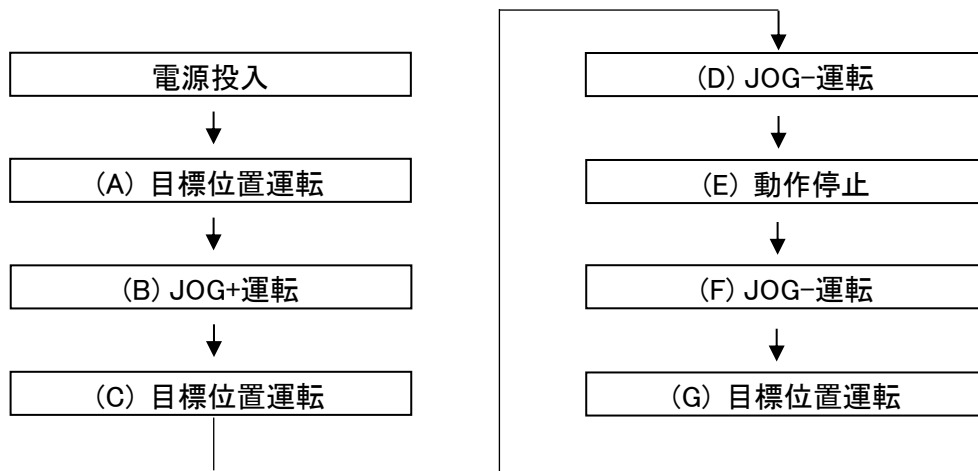 電源投入
(A) 目標位置運転
(B) JOG+運転
(C) 目標位置運転
(D) JOG-運転
(E) 動作停止
(F) JOG-運転
(G) 目標位置運転